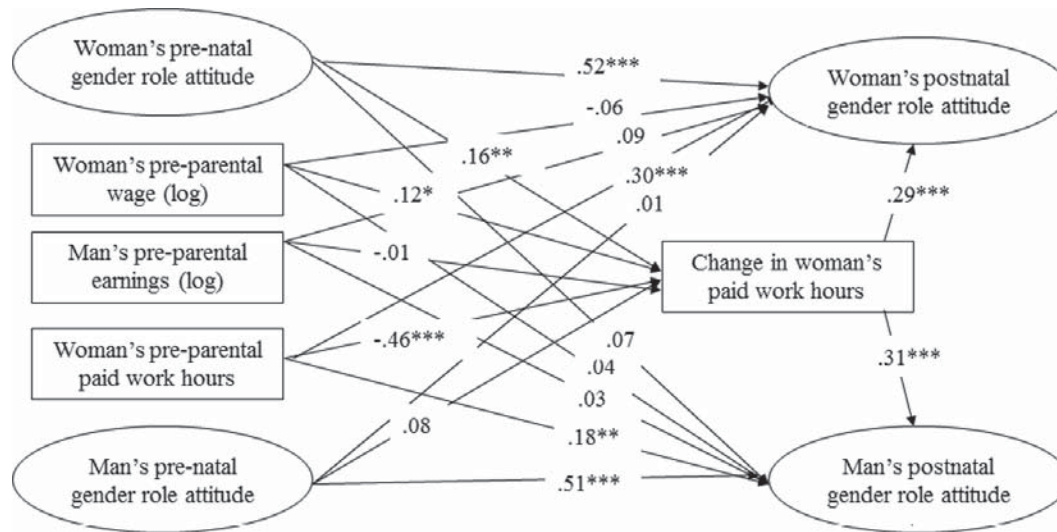 Woman's pre-natal
gender role attitude
Woman's pre-parental
wage (log)
Man's pre-parental
earnings (log)
Woman's pre-parental
paid work hours
Man's pre-natal
gender role attitude
.52***
-.06
.09
.16**
.30***
.12*
.01
-.01
-.46***
.07
.04
.03
.08
.18**
.51***
Change in woman's
paid work hours
.29***
.31***
Woman's postnatal
gender role attitude
Man's postnatal
gender role attitude